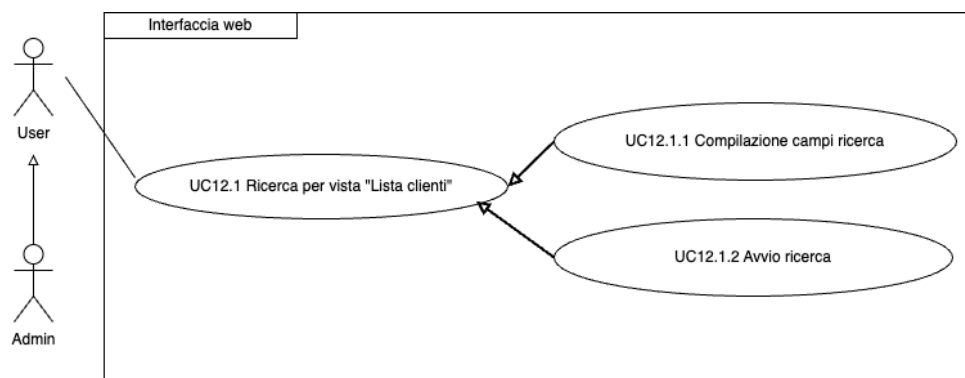 Interfaccia web
User
UC12.1.1 Compilazione campi ricerca
UC12.1 Ricerca per vista "Lista clienti"
UC12.1.2 Avvio ricerca
Admin